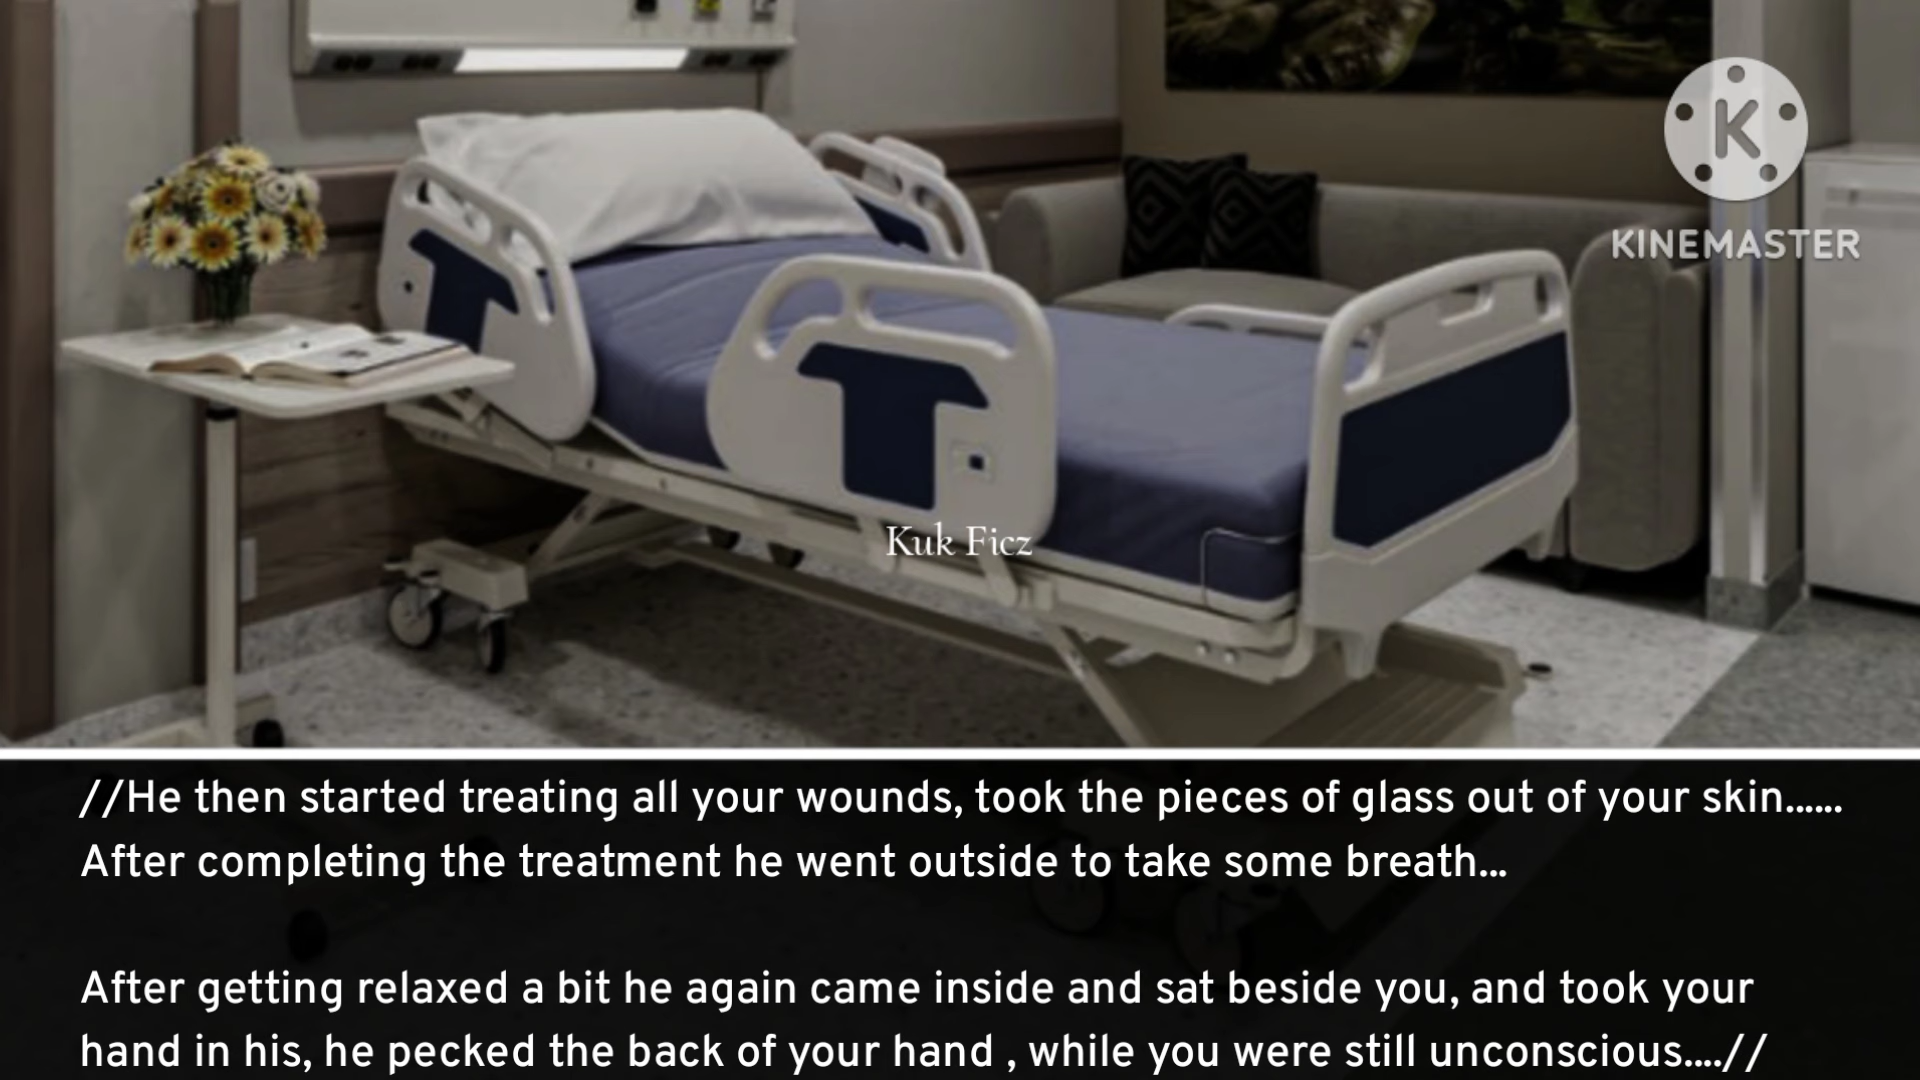 K
KINEMASTER
Kuk Ficz
//He then started treating all your wounds, took the pieces of glass out of your skin......
After completing the treatment he went outside to take some breath...
After getting relaxed a bit he again came inside and sat beside you, and took your
hand in his, he pecked the back of your hand , while you were still unconscious....//